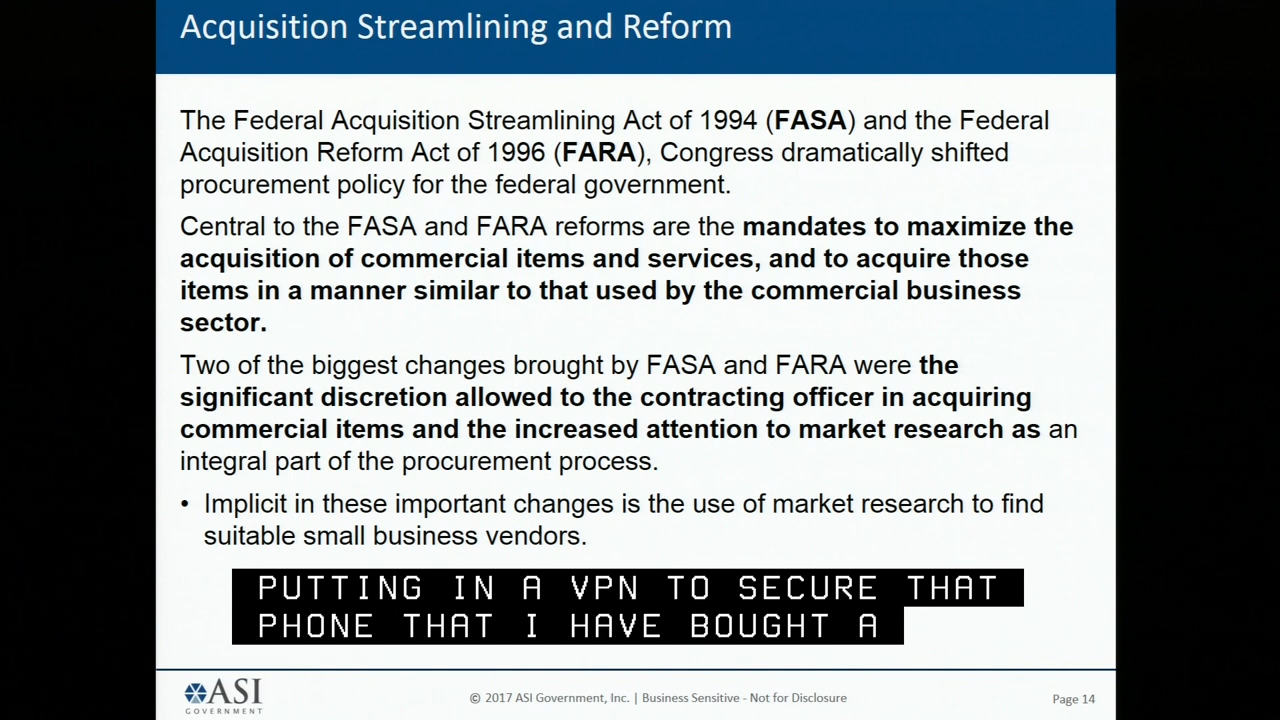 Acquisition Streamlining and Reform
The Federal Acquisition Streamlining Act of 1994 (FASA) and the Federal
Acquisition Reform Act of 1996 (FARA), Congress dramatically shifted
procurement policy for the federal government.
Central to the FASA and FARA reforms are the mandates to maximize the
acquisition of commercial items and services, and to acquire those
items in a manner similar to that used by the commercial business
sector.
Two of the biggest changes brought by FASA and FARA were the
significant discretion allowed to the contracting officer in acquiring
commercial items and the increased attention to market research as an
integral part of the procurement process.
• Implicit in these important changes is the use of market research to find
suitable small business vendors.
PUTTING IN A VPN TO SECURE THAT
PHONE THAT I HAVE BOUGHT A
ASI
GOVERNMENT
© 2017 ASI Government, Inc. | Business Sensitive - Not for Disclosure
Page 14